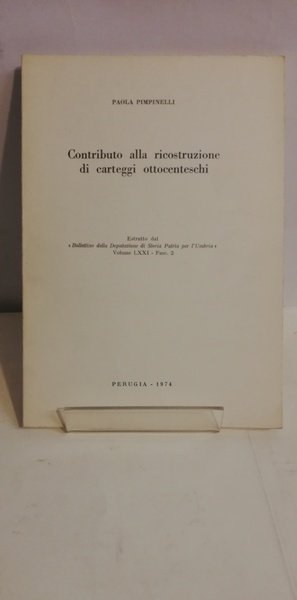 PAOLA PIMPINELLI
Contributo alla ricostruzione
di carteggi ottocenteschi
Estratto dal
« Bollettino della Deputazione di Storia Patria per l'Umbria »
Volume LXXI - Fasc. 2
PERUGIA - 1974